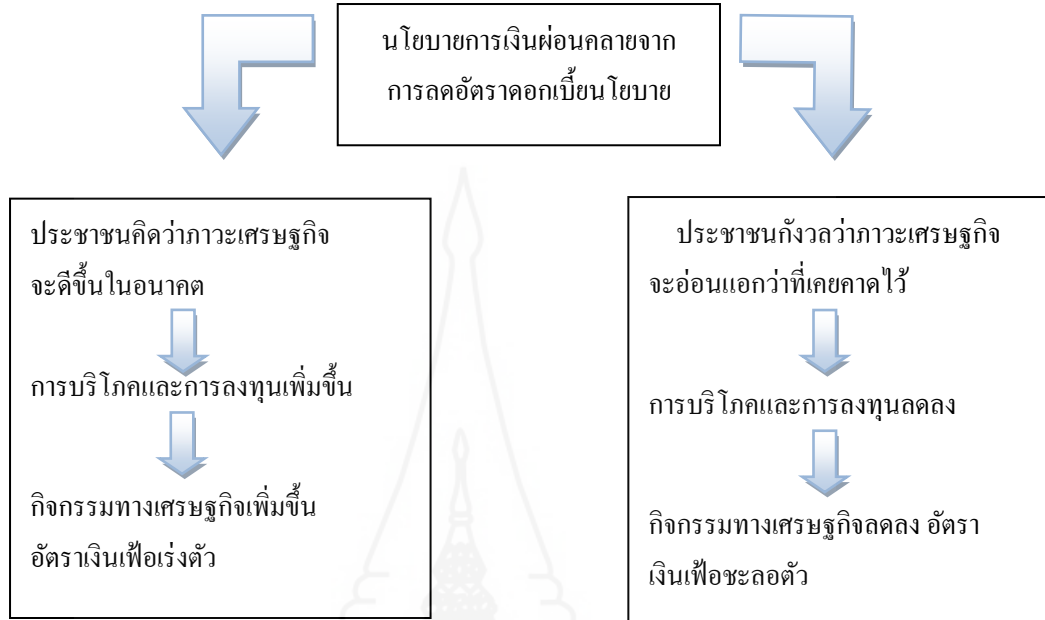 นโยบายการเงินผ่อนคลายจาก
การลดอัตราดอกเบี้ยนโยบาย
ประชาชนคิดว่าภาวะเศรษฐกิจ
จะดีขึ้นในอนาคต
การบริโภคและการลงทุนเพิ่มขึ้น
กิจกรรมทางเศรษฐกิจเพิ่มขึ้น
อัตราเงินเฟ้อเร่งตัว
ประชาชนกังวลว่าภาวะเศรษฐกิจ
จะอ่อนแอกว่าที่เคยคาดไว้
การบริโภคและการลงทุนลดลง
กิจกรรมทางเศรษฐกิจลดลง อัตรา
เงินเฟ้อชะลอตัว